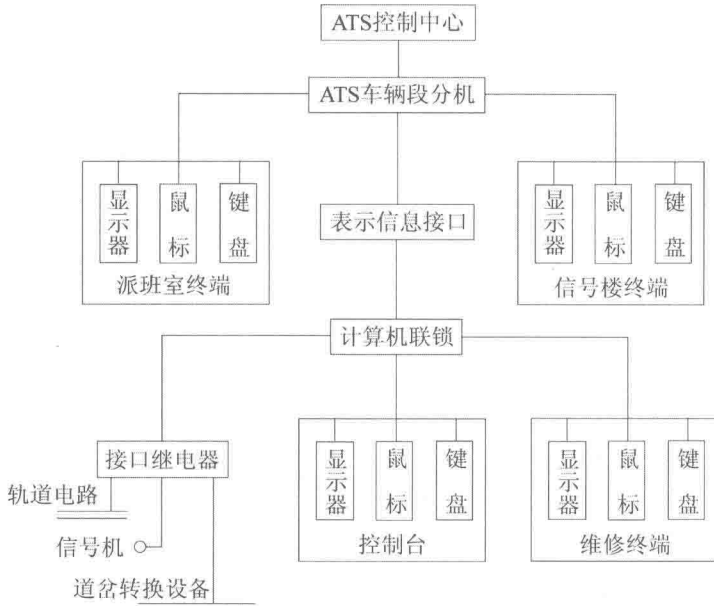 ATS控制中心
ATS车辆段分机
显示器
鼠标
键盘
派班室终端
表示信息接口
显示器
鼠标
键盘
信号楼终端
计算机联锁
接口继电器
轨道电路
信号机
道岔转换设备
显示器
鼠标
键盘
控制台
显示器
鼠标
键盘
维修终端